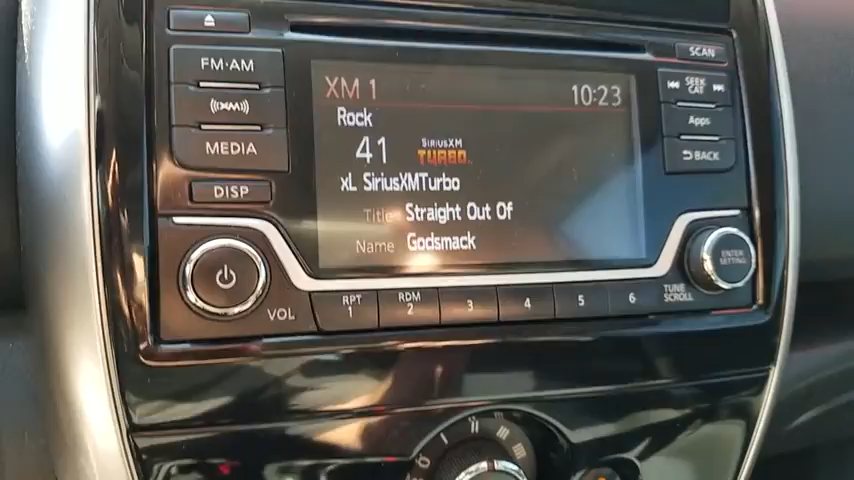 SCAN
FM·AM
XM 1
10:23
SEEK
CAT
Rock
XM
41
SIRIUSXM
TURBO
Apps
MEDIA
xL SiriusXMTurbo
BACK
DISP
Title Straight Out Of
Name Godsmack
ENTER
SETTING
VOL
RPT
1
RDM
2
3
4
5
6
TUNE
SCROLL